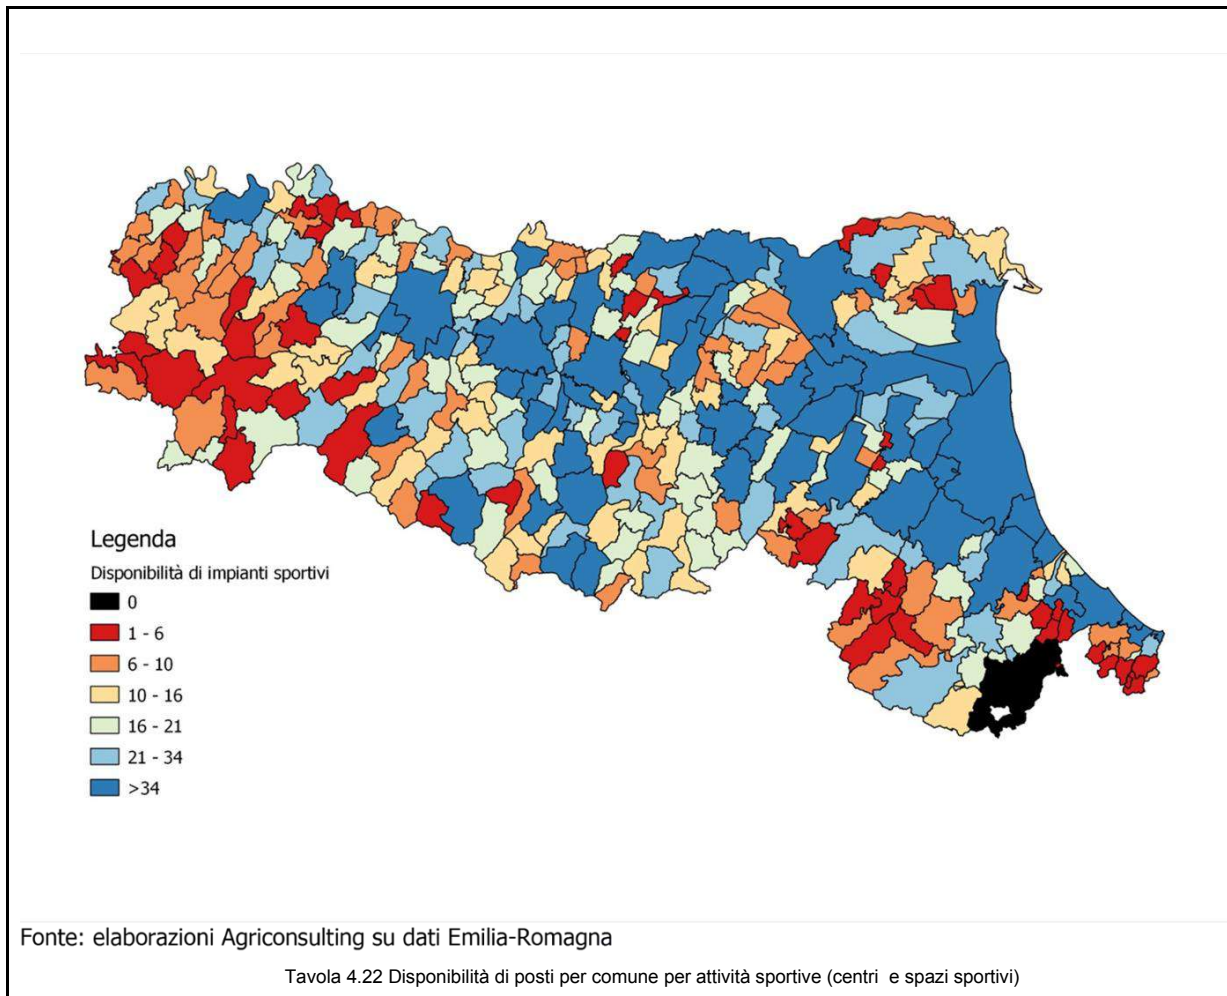 Legenda
Disponibilità di impianti sportivi
0
1 - 6
6 - 10
10 - 16
16 - 21
21 - 34
>34
Fonte: elaborazioni Agriconsulting su dati Emilia-Romagna
Tavola 4.22 Disponibilità di posti per comune per attività sportive (centri e spazi sportivi)